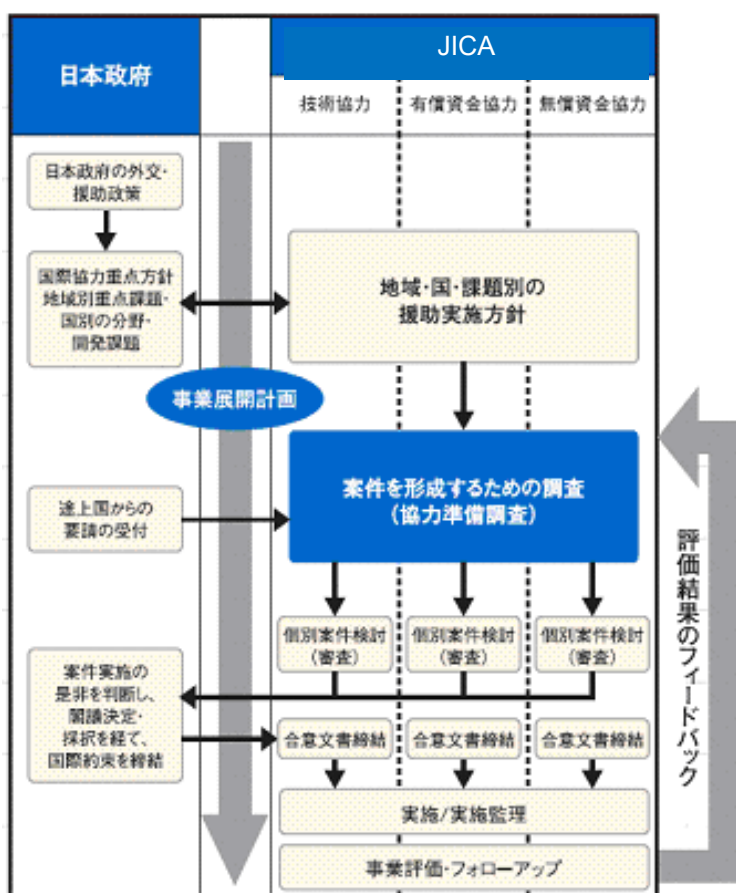 日本政府
JICA
技術協力
有償資金協力
無償資金協力
日本政府の外交・
援助政策
国際協力重点方針
地域別重点課題・
国別の分野・
開発課題
地域・国・課題別の
援助実施方針
事業展開計画
案件を形成するための調査
（協力準備調査）
途上国からの
要請の受付
個別案件検討
（審査）
個別案件検討
（審査）
個別案件検討
（審査）
案件実施の
是非を判断し、
閣議決定・
採択を経て、
国際約束を締結
合意文書締結
合意文書締結
合意文書締結
実施/実施監理
事業評価・フォローアップ
評価結果のフィードバック